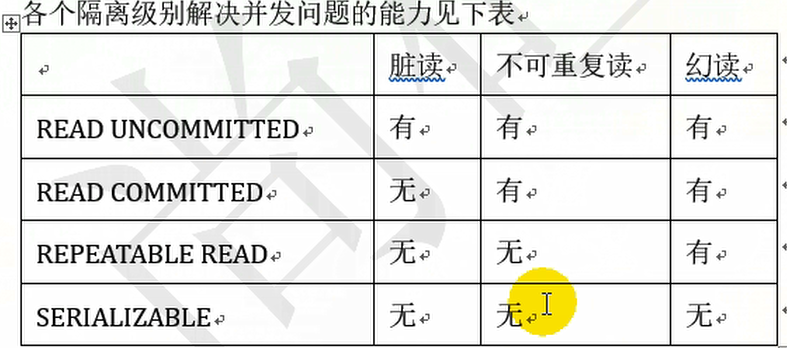 各个隔离级别解决并发问题的能力见下表
脏读 不可重复读 幻读
READ UNCOMMITTED 有 有 有
READ COMMITTED 无 有 有
REPEATABLE READ 无 无 有
SERIALIZABLE 无 无 无